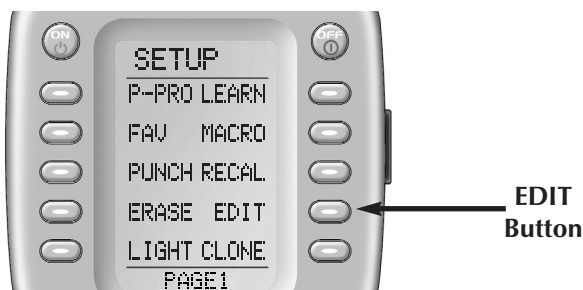 ON OFF
SETUP
P-PRO LEARN
FAV MACRO
PUNCH RECAL
ERASE EDIT
LIGHT CLONE
PAGE1
EDIT
Button